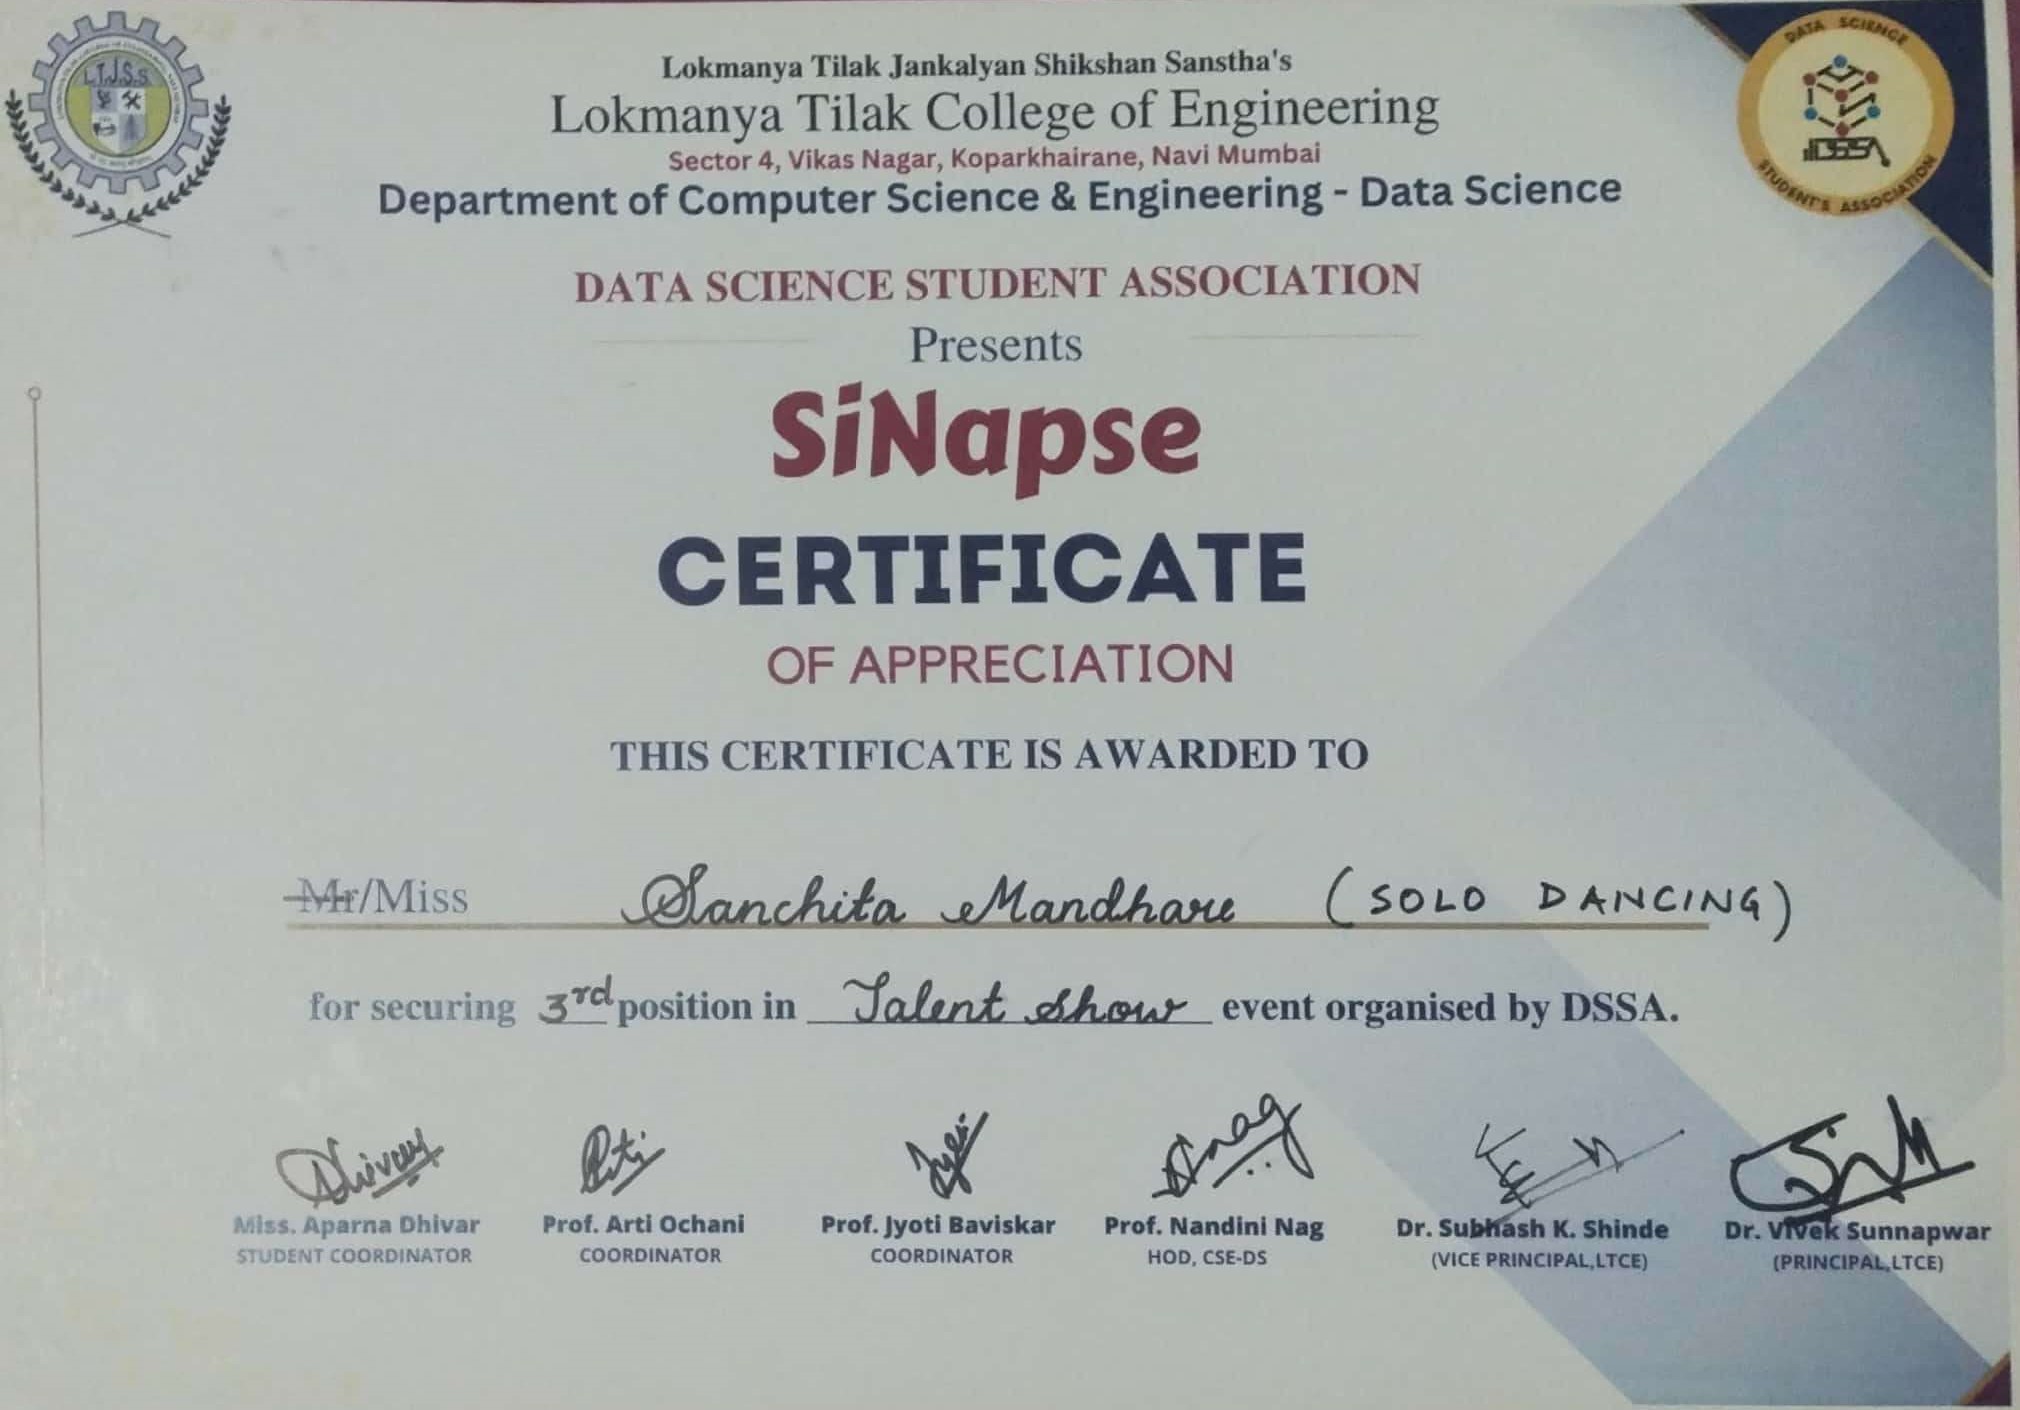 L.T.J.S.S
DATA SCIENCE
DSSA
STUDENT'S ASSOCIATION
Lokmanya Tilak Jankalyan Shikshan Sanstha's
Lokmanya Tilak College of Engineering
Sector 4, Vikas Nagar, Koparkhairane, Navi Mumbai
Department of Computer Science & Engineering - Data Science
DATA SCIENCE STUDENT ASSOCIATION
Presents
SiNapse
CERTIFICATE
OF APPRECIATION
THIS CERTIFICATE IS AWARDED TO
Mr/Miss Sanchita Mandhare (SOLO DANCING)
for securing 3rd position in Talent Show event organised by DSSA.
Miss. Aparna Dhivar Prof. Arti Ochani Prof. Jyoti Baviskar Prof. Nandini Nag Dr. Subhash K. Shinde Dr. Vivek Sunnapwar
STUDENT COORDINATOR COORDINATOR COORDINATOR HOD, CSE-DS (VICE PRINCIPAL,LTCE) (PRINCIPAL,LTCE)